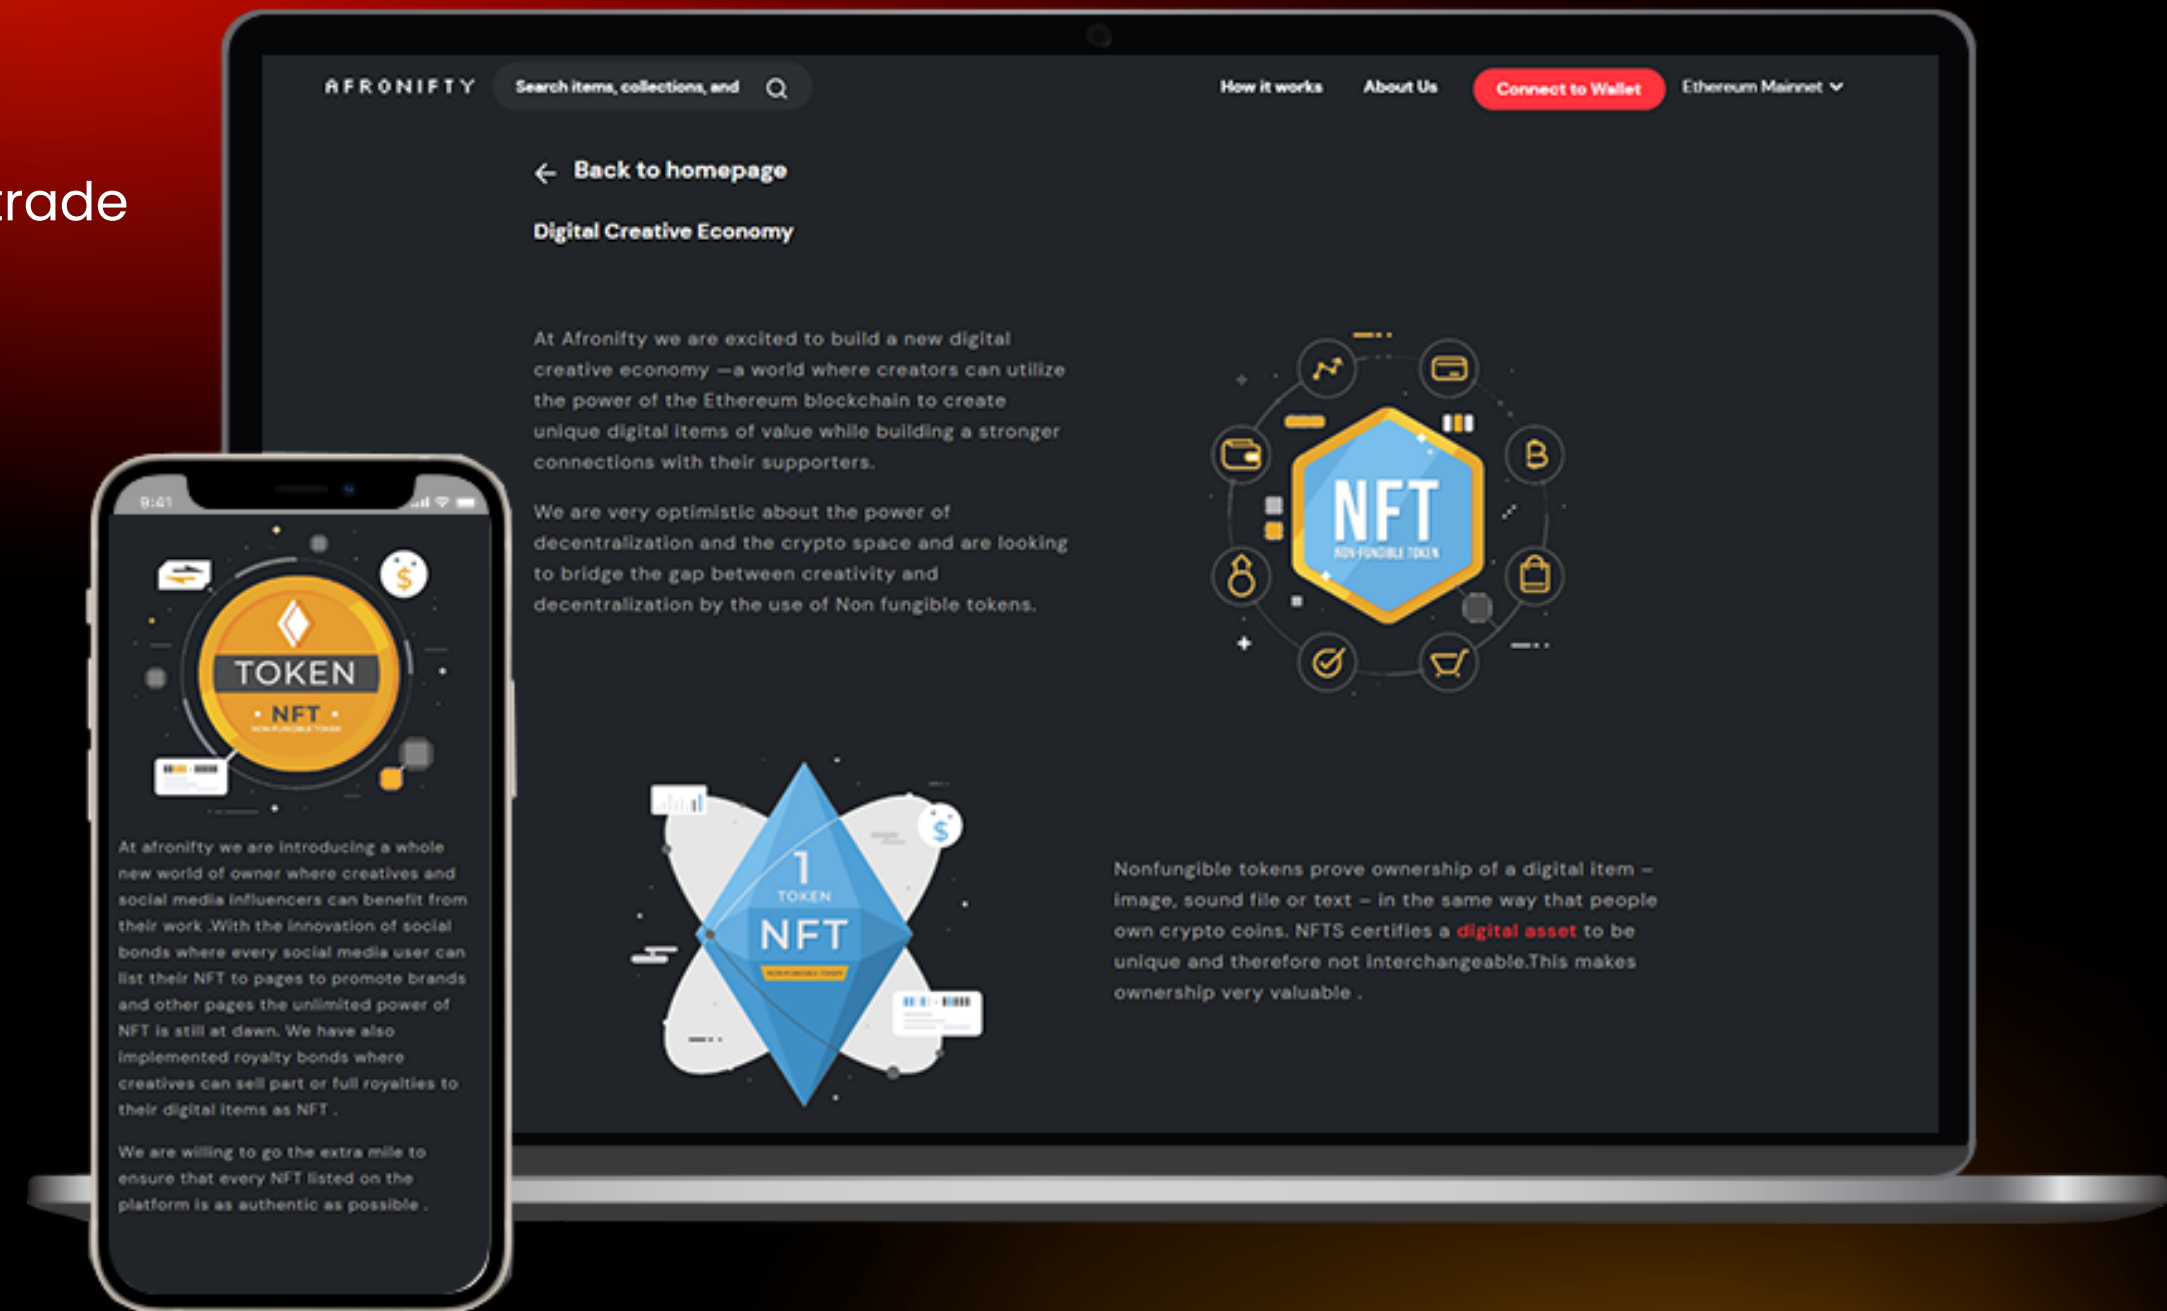 trade
AFRONIFTY
Search items, collections, and
How it works
About Us
Connect to Wallet
Ethereum Mainnet
Back to homepage
Digital Creative Economy
At Afronifty we are excited to build a new digital
creative economy —a world where creators can utilize
the power of the Ethereum blockchain to create
unique digital items of value while building a stronger
connections with their supporters.
We are very optimistic about the power of
decentralization and the crypto space and are looking
to bridge the gap between creativity and
decentralization by the use of Non fungible tokens.
NFT
NON-FUNGIBLE TOKEN
1
TOKEN
NFT
NON-FUNGIBLE TOKEN
Nonfungible tokens prove ownership of a digital item –
image, sound file or text – in the same way that people
own crypto coins. NFTS certifies a digital asset to be
unique and therefore not interchangeable.This makes
ownership very valuable .
9:41
TOKEN
NFT
NON-FUNGIBLE TOKEN
At afronifty we are introducing a whole
new world of owner where creatives and
social media influencers can benefit from
their work .With the innovation of social
bonds where every social media user can
list their NFT to pages to promote brands
and other pages the unlimited power of
NFT is still at dawn. We have also
implemented royalty bonds where
creatives can sell part or full royalties to
their digital items as NFT .
We are willing to go the extra mile to
ensure that every NFT listed on the
platform is as authentic as possible .